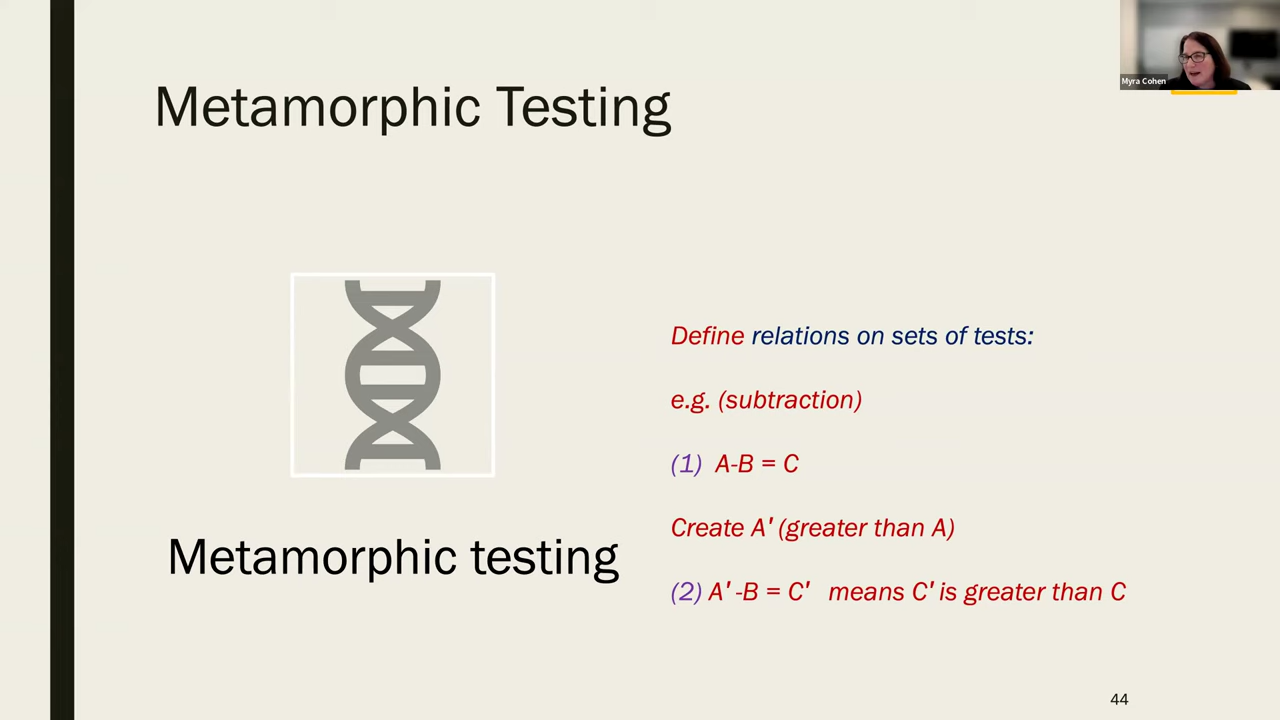 Myra Cohen
Metamorphic Testing
Define relations on sets of tests:
e.g. (subtraction)
(1) A-B = C
Create A' (greater than A)
(2) A' -B = C' means C' is greater than C
Metamorphic testing
44